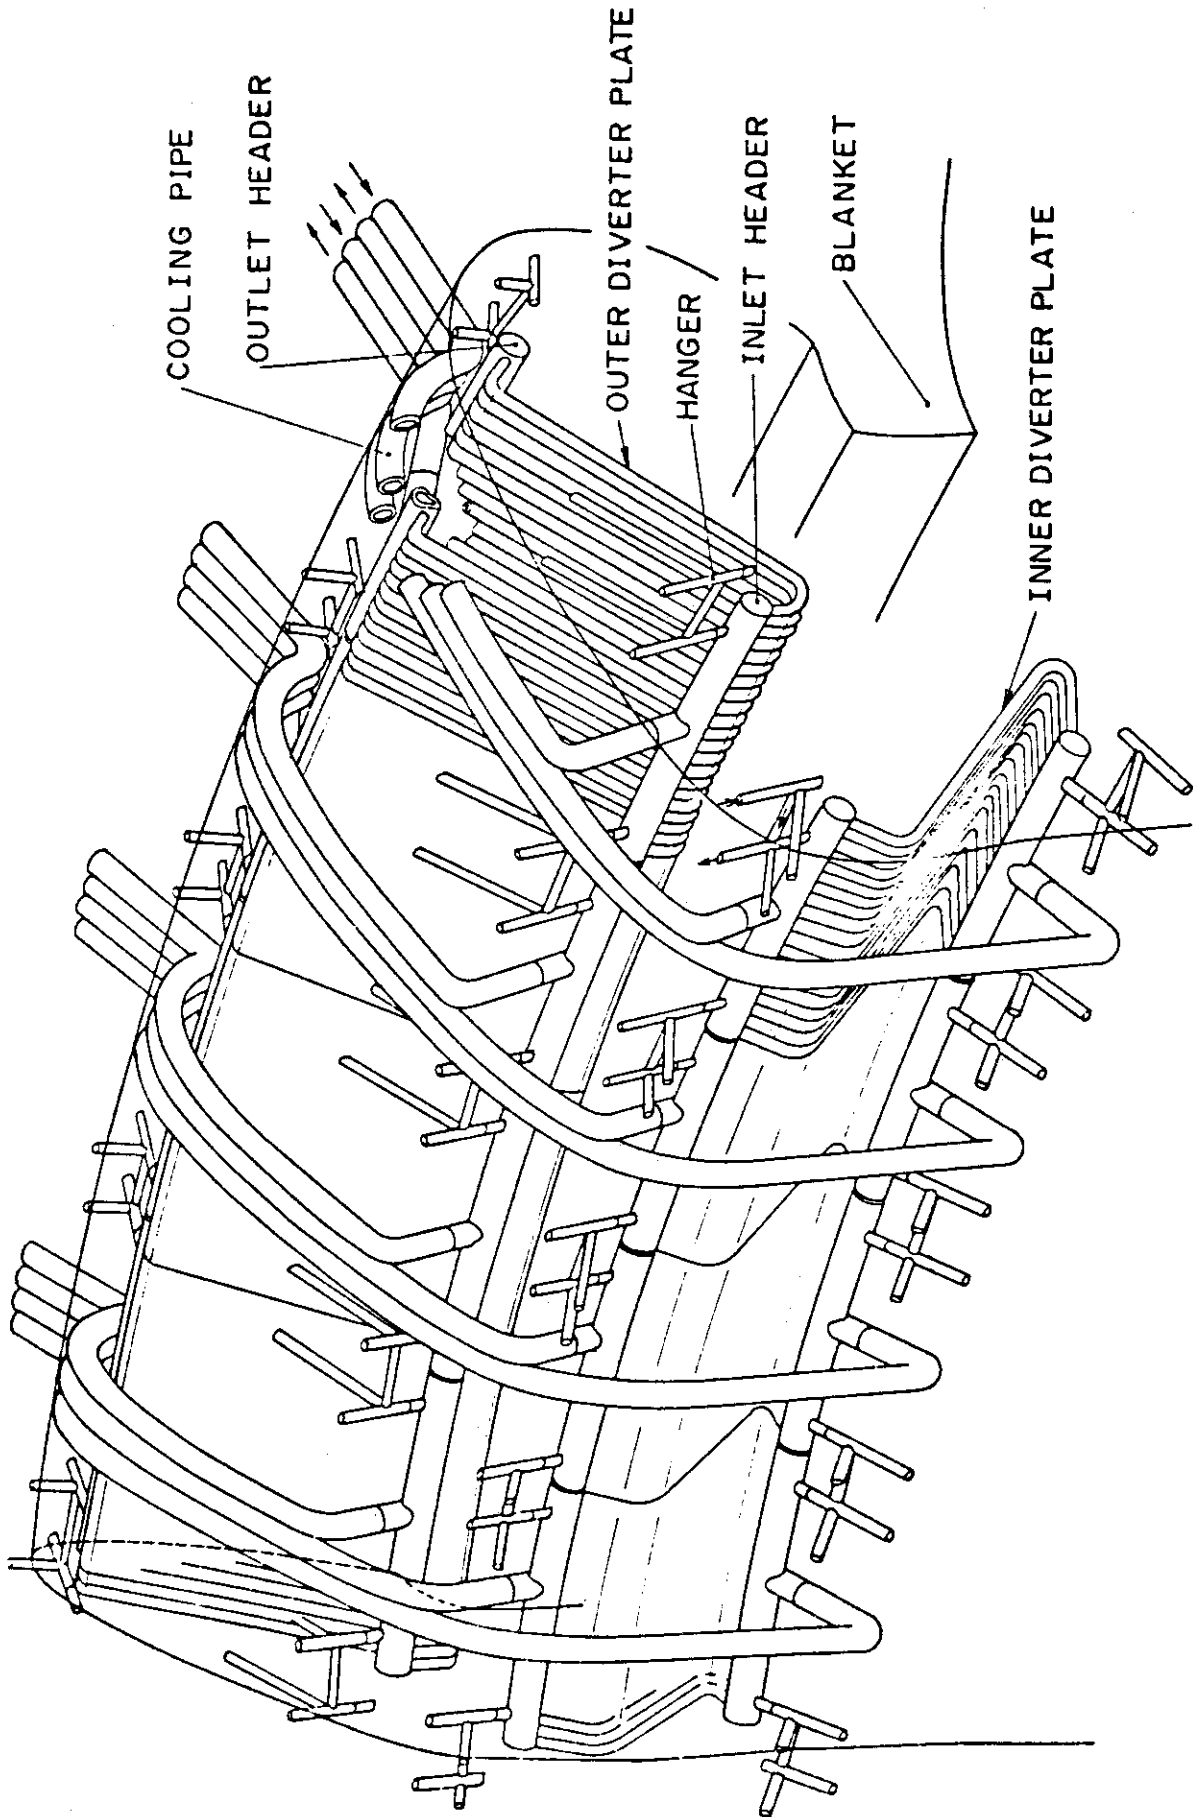 COOLING PIPE
OUTLET HEADER
OUTER DIVERTER PLATE
HANGER
INLET HEADER
BLANKET
INNER DIVERTER PLATE